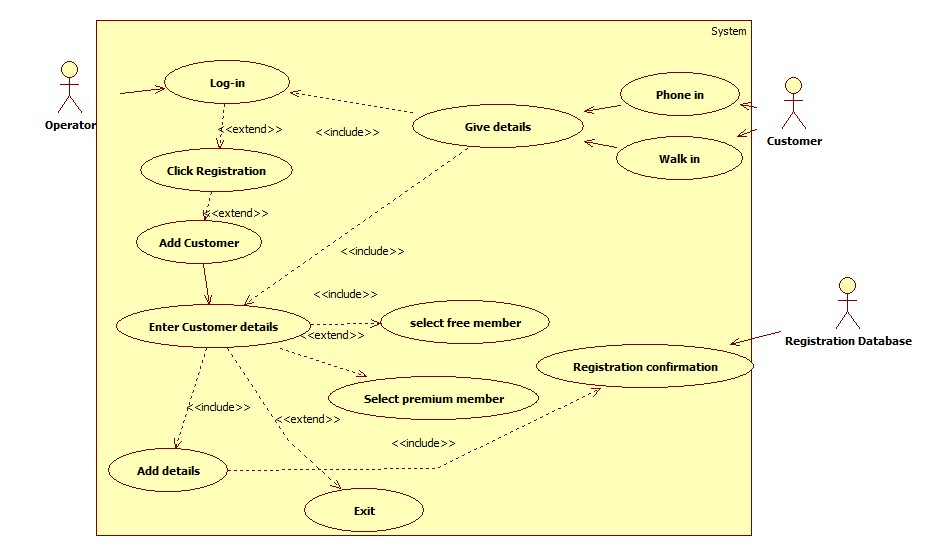 System
Operator
Log-in
Phone in
Customer
Give details
<<extend>>
<<include>>
Walk in
Click Registration
<<extend>>
Add Customer
<<include>>
<<include>>
Enter Customer details
select free member
<<extend>>
Registration Database
Registration confirmation
Select premium member
<<include>>
<<extend>>
<<include>>
Add details
Exit